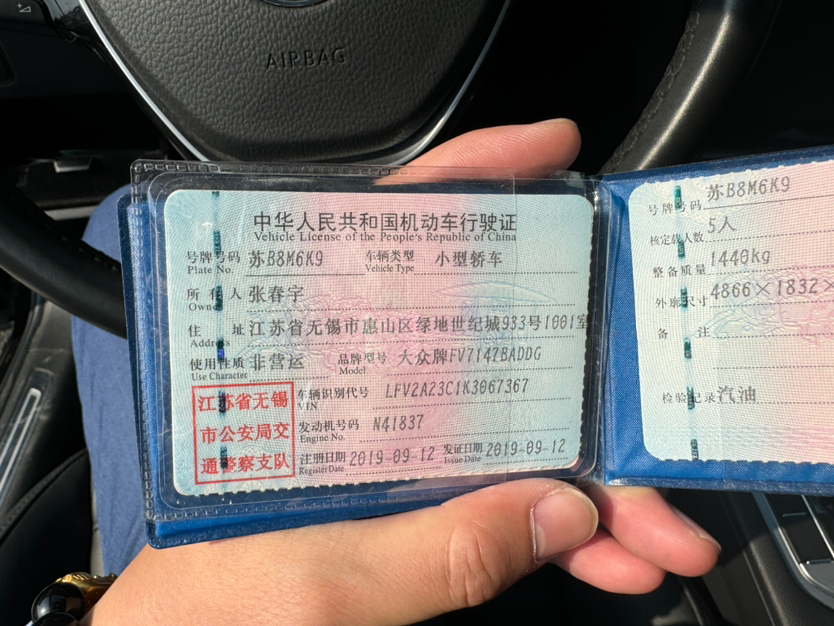 AIRBAG
中华人民共和国机动车行驶证
Vehicle License of the People's Republic of China
号牌号码 苏B8M6K9 车辆类型 小型轿车
Plate No. Vehicle Type
所有人 张春宇
Owner
住址 江苏省无锡市惠山区绿地世纪城933号1001室
Address
使用性质 非营运 品牌型号 大众牌FV7147BADDG
Use Character Model
车辆识别代号 LFV2A23C1K3067367
VIN
发动机号码 N41837
Engine No.
注册日期 2019-09-12 发证日期 2019-09-12
Register Date Issue Date
江苏省无锡
市公安局交
通警察支队
号牌号码 苏B8M6K9
核定载人数 5人
整备质量 1440kg
外廓尺寸 4866×1832×
备注
检验记录 汽油